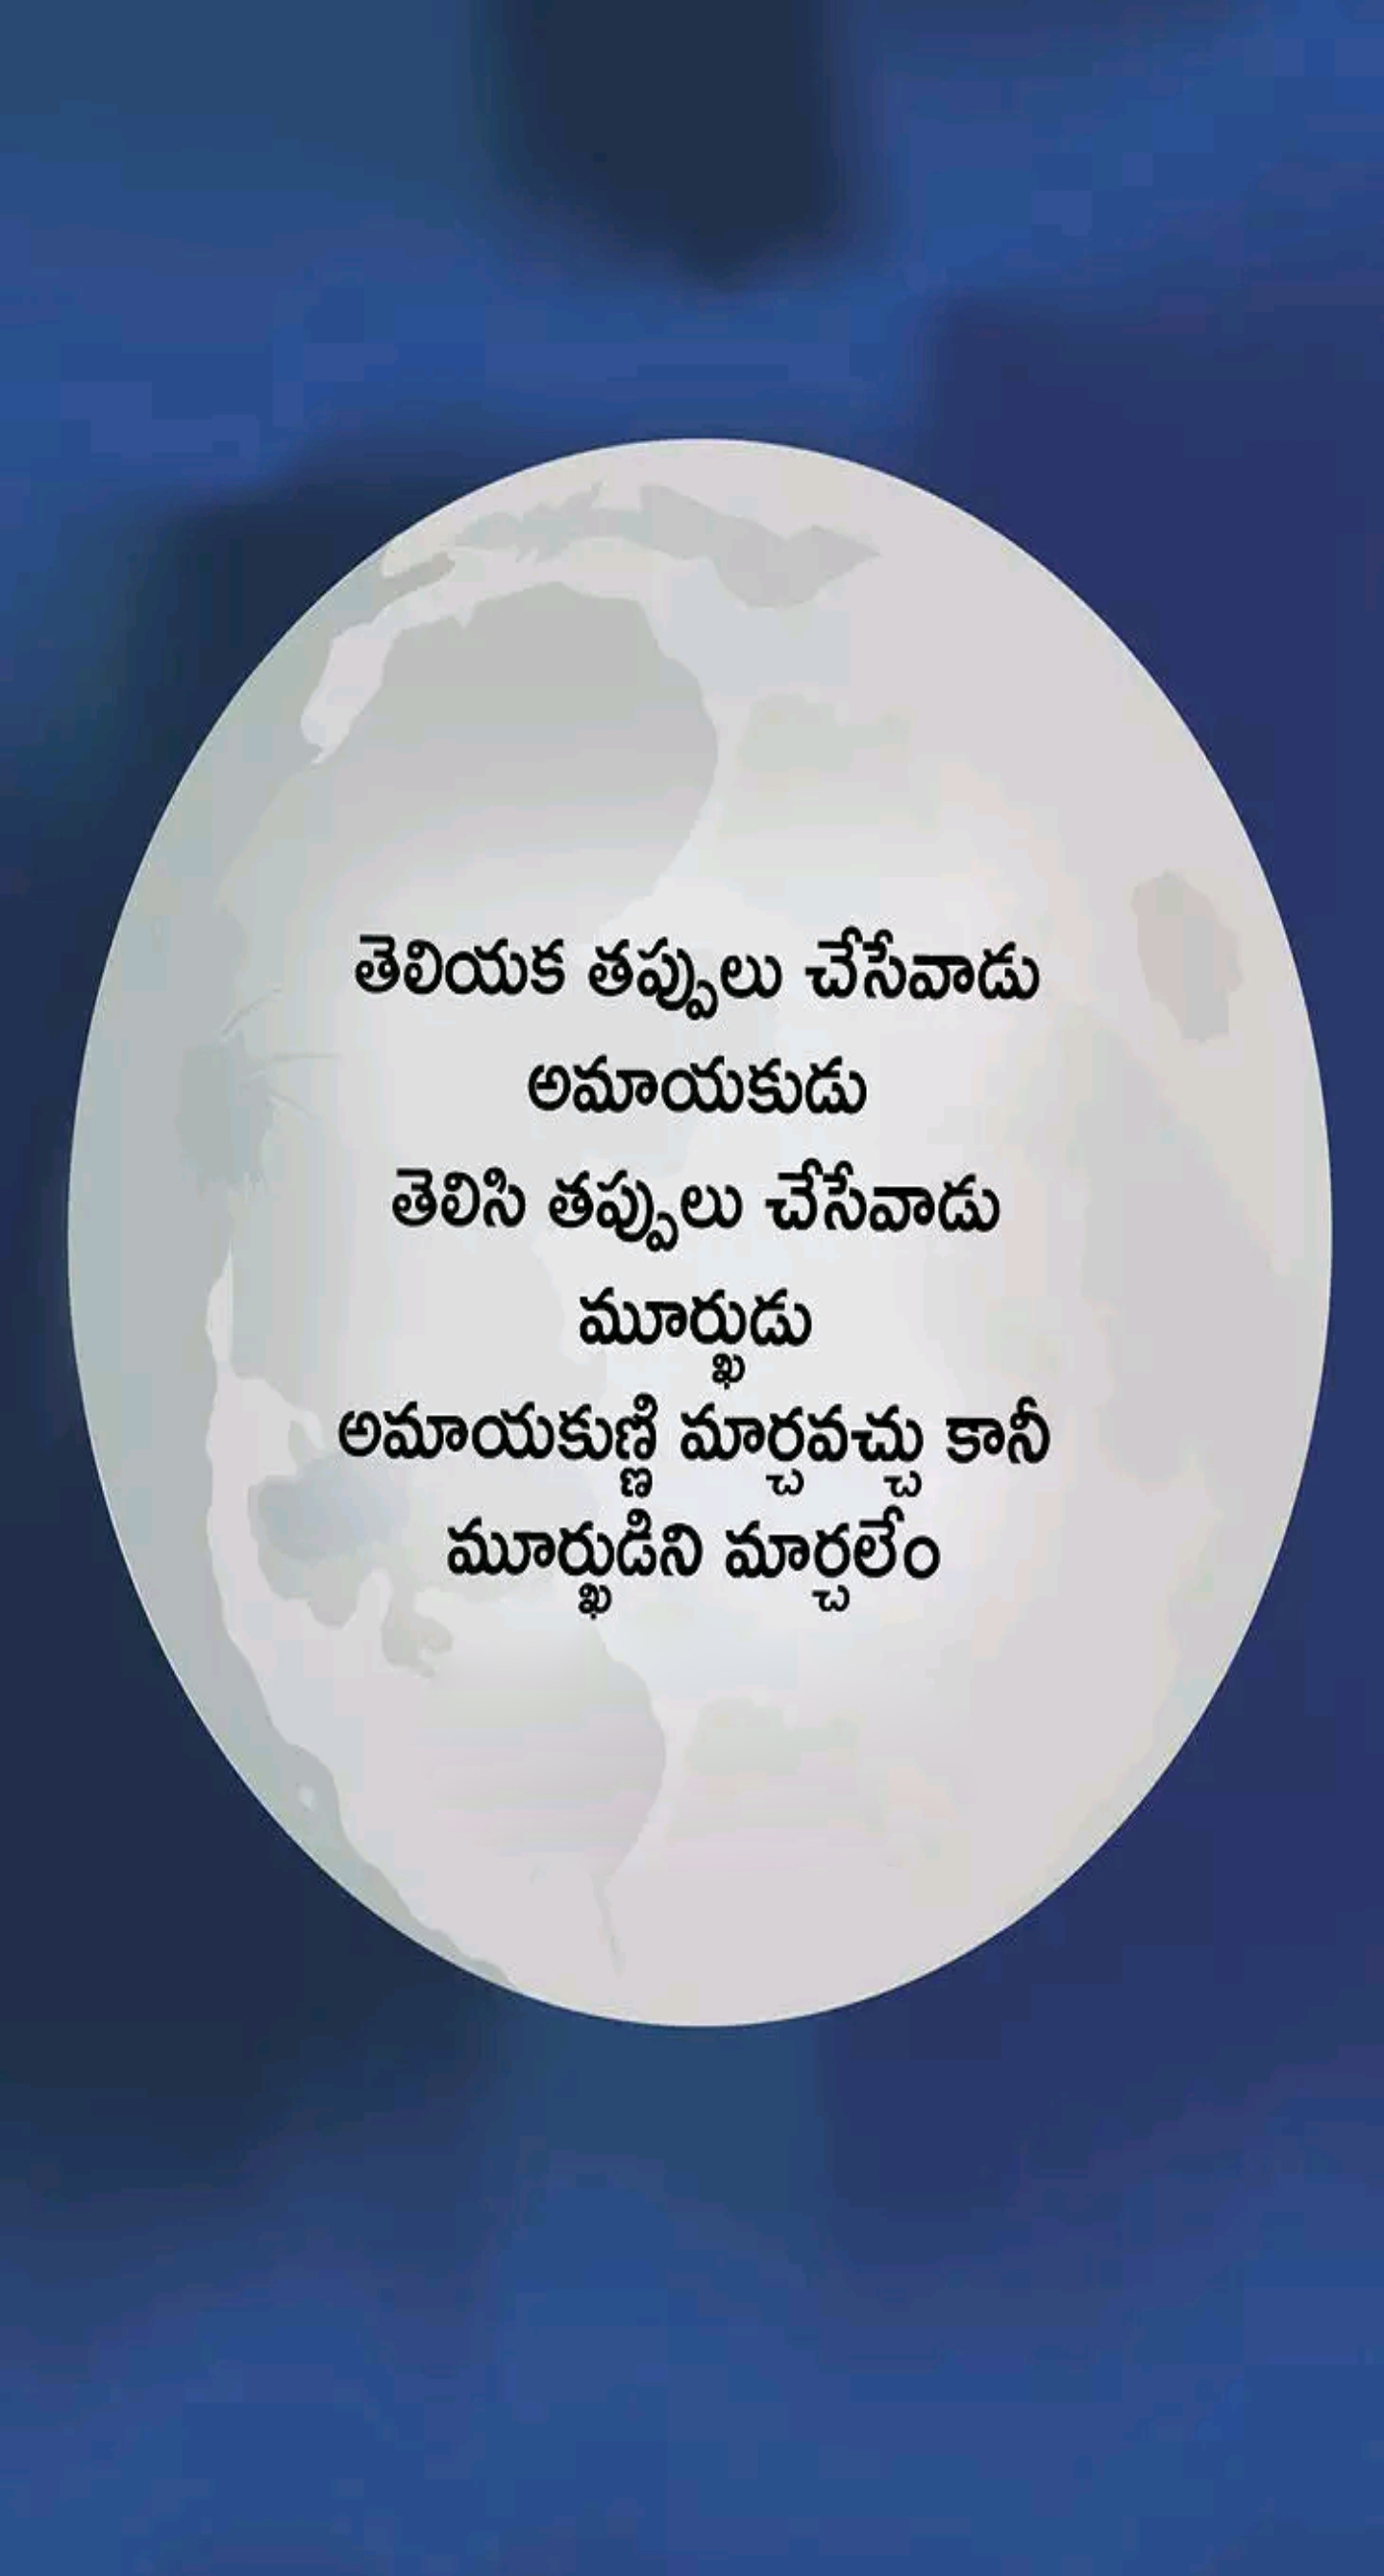 తెలియక తప్పులు చేసేవాడు
అమాయకుడు
తెలిసి తప్పులు చేసేవాడు
మూర్ఖుడు
అమాయకుణ్ణి మార్చవచ్చు కానీ
మూర్ఖుడిని మార్చలేం